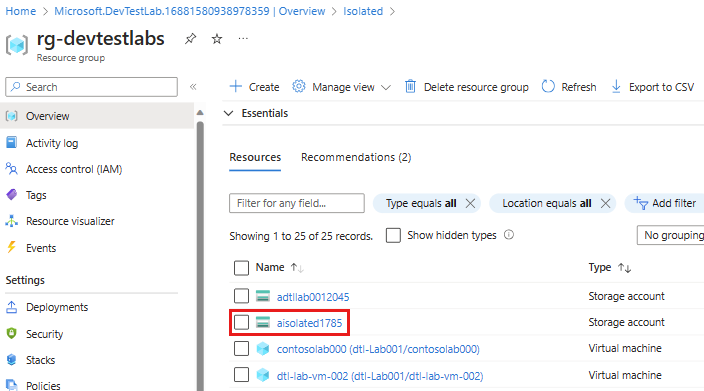 Home > Microsoft.DevTestLab.16881580938978359 | Overview > Isolated >
rg-devtestlabs
Resource group
Search
Overview
Activity log
Access control (IAM)
Tags
Resource visualizer
Events
Settings
Deployments
Security
Stacks
Policies
Create Manage view Delete resource group Refresh Export to CSV
Essentials
Resources Recommendations (2)
Filter for any field... Type equals all Location equals all Add filter
Showing 1 to 25 of 25 records. Show hidden types No grouping
Name Type
adtllab0012045 Storage account
aisolated1785 Storage account
contosolab000 (dtl-Lab001/contosolab000) Virtual machine
dtl-lab-vm-002 (Lab001/dtl-lab-vm-002) Virtual machine